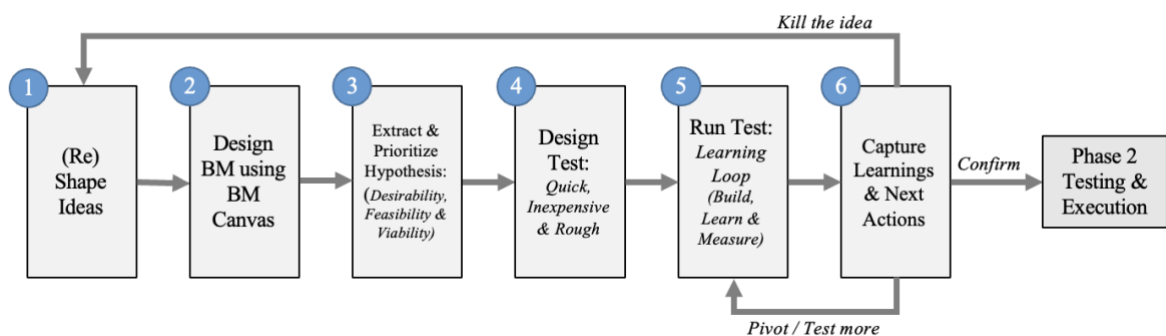 Kill the idea
1
(Re)
Shape
Ideas
2
Design
BM using
BM
Canvas
3
Extract &
Prioritize
Hypothesis:
(Desirability,
Feasibility &
Viability)
4
Design
Test:
Quick,
Inexpensive
& Rough
5
Run Test:
Learning
Loop
(Build,
Learn &
Measure)
6
Capture
Learnings
& Next
Actions
Confirm
Phase 2
Testing &
Execution
Pivot / Test more